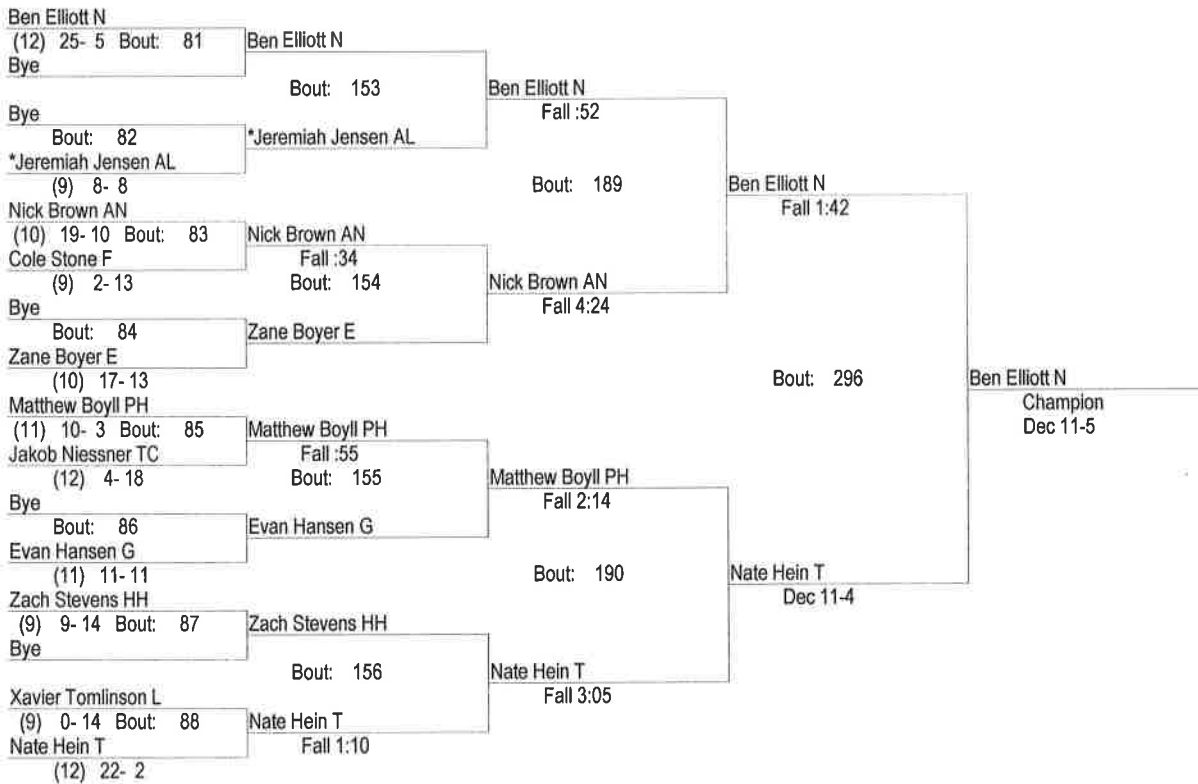 Ben Elliott N
(12) 25- 5 Bout: 81
Bye
Bye
Bout: 82
*Jeremiah Jensen AL
(9) 8- 8
Nick Brown AN
(10) 19- 10 Bout: 83
Cole Stone F
(9) 2- 13
Bye
Bout: 84
Zane Boyer E
(10) 17- 13
Matthew Boyll PH
(11) 10- 3 Bout: 85
Jakob Niessner TC
(12) 4- 18
Bye
Bout: 86
Evan Hansen G
(11) 11- 11
Zach Stevens HH
(9) 9- 14 Bout: 87
Bye
Xavier Tomlinson L
(9) 0- 14 Bout: 88
Nate Hein T
(12) 22- 2
Ben Elliott N
Bout: 153
*Jeremiah Jensen AL
Nick Brown AN
Fall :34
Bout: 154
Zane Boyer E
Matthew Boyll PH
Fall :55
Bout: 155
Evan Hansen G
Zach Stevens HH
Bout: 156
Nate Hein T
Fall 1:10
Ben Elliott N
Fall :52
Bout: 189
Nick Brown AN
Fall 4:24
Matthew Boyll PH
Fall 2:14
Bout: 190
Nate Hein T
Fall 3:05
Ben Elliott N
Fall 1:42
Bout: 296
Nate Hein T
Dec 11-4
Ben Elliott N
Champion
Dec 11-5